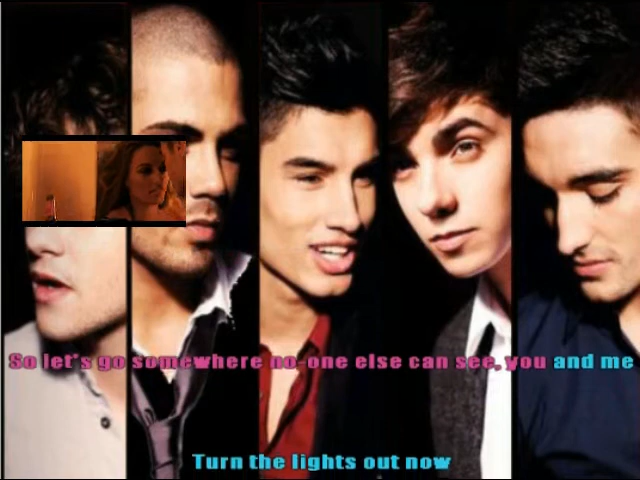 So let's go somewhere no-one else can see, you and me
Turn the lights out now